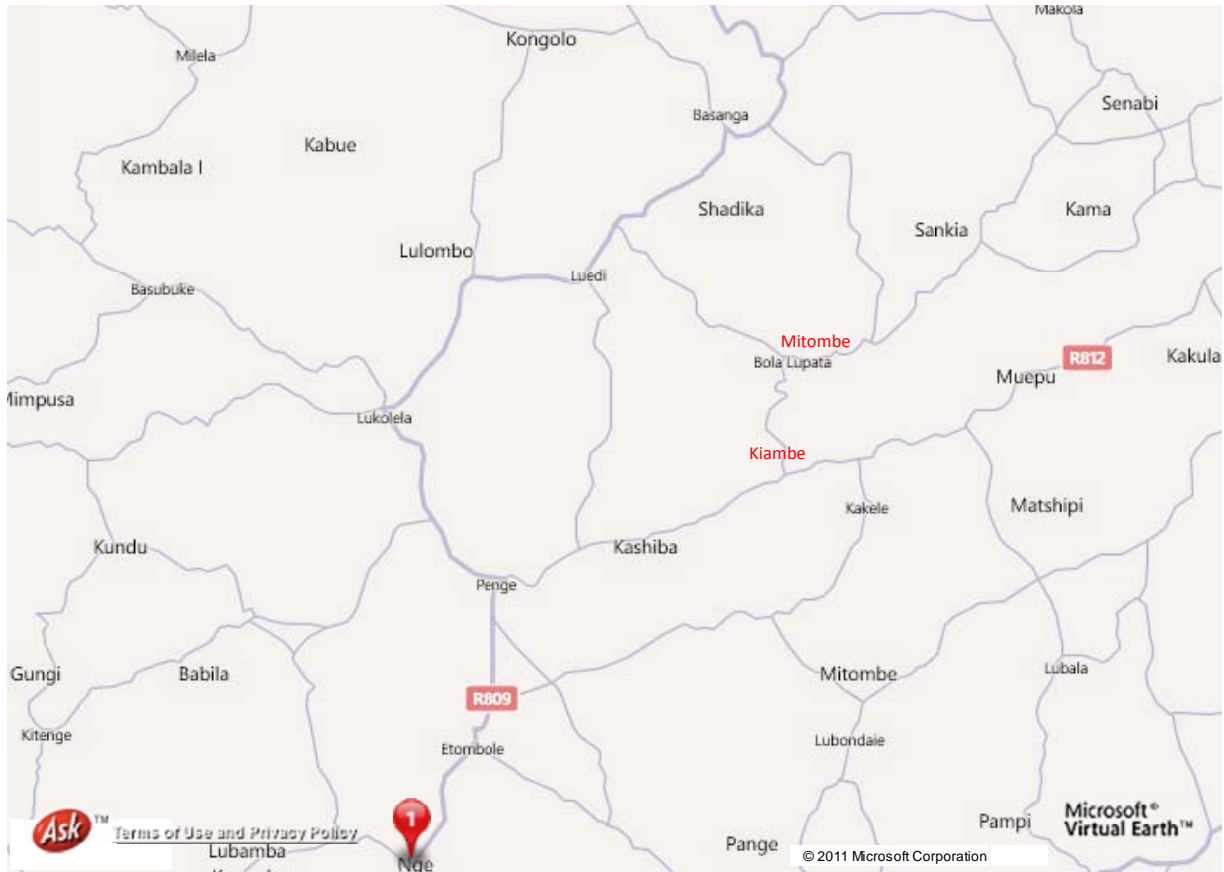 Makola
Kongolo
Milela
Senabi
Basanga
Kabue
Kambala I
Shadika
Kama
Sankia
Lulombo
Luedi
Basubuke
Mitombe
Bola Lupata
R812
Kakula
Muepu
Mimpusa
Lukolela
Kiambe
Matshipi
Kakele
Kundu
Kashiba
Penge
Gungi
Babila
Mitombe
Lubala
R809
Kitenge
Etombole
Lubondaie
1
Microsoft®
Virtual Earth™
Pampi
Ask™
Terms of Use and Privacy Policy
Pange
Lubamba
© 2011 Microsoft Corporation
Nge